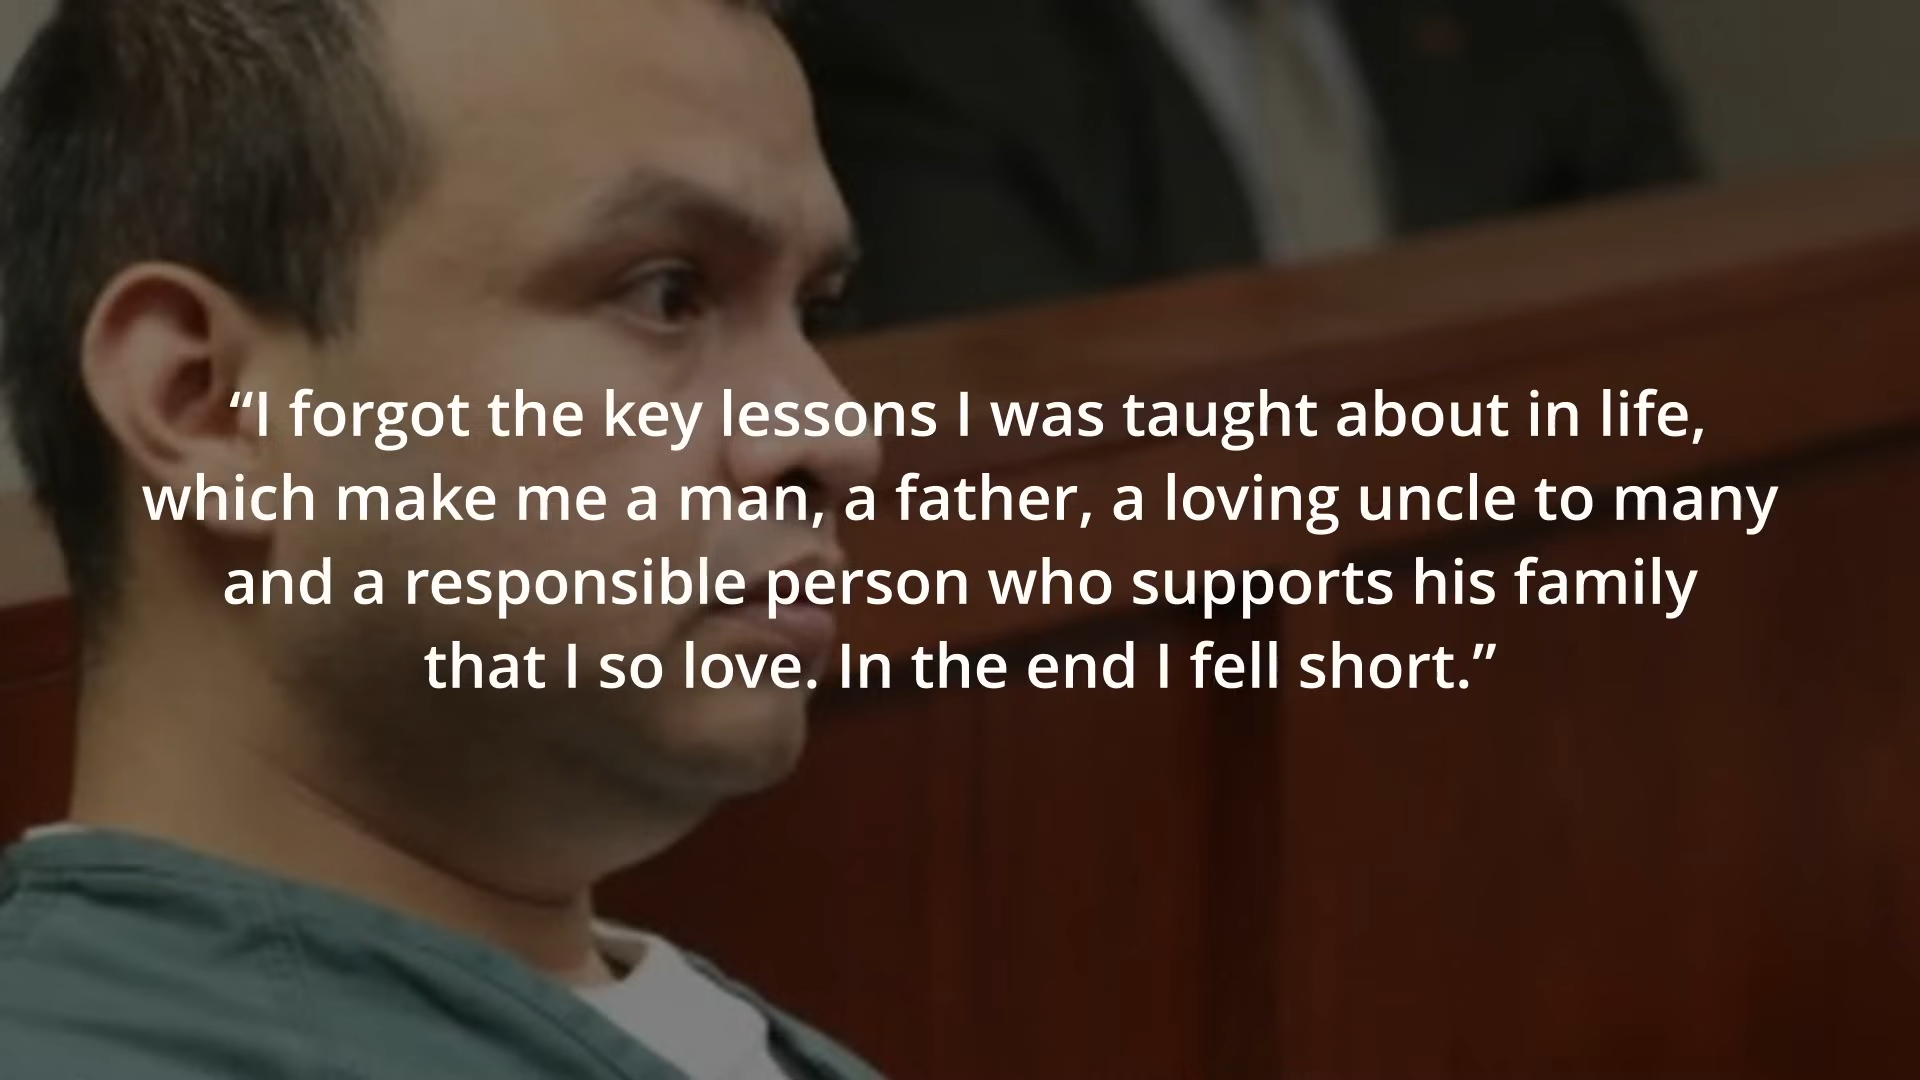 “I forgot the key lessons I was taught about in life,
which make me a man, a father, a loving uncle to many
and a responsible person who supports his family
that I so love. In the end I fell short.”